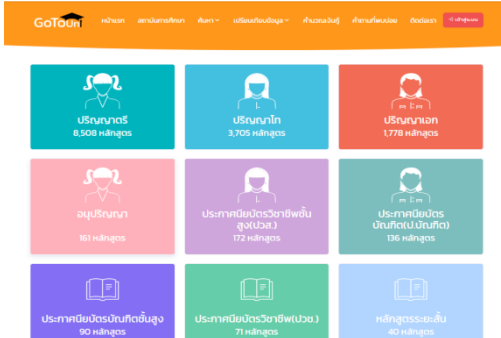 GoToUni
หน้าแรก สถาบันการศึกษา ค้นหา เปรียบเทียบข้อมูล คำนวณเงินกู้ คำถามที่พบบ่อย ติดต่อเรา เข้าสู่ระบบ
ปริญญาตรี
8,508 หลักสูตร
ปริญญาโท
3,705 หลักสูตร
ปริญญาเอก
1,778 หลักสูตร
อนุปริญญา
161 หลักสูตร
ประกาศนียบัตรวิชาชีพชั้น
สูง(ปวส.)
172 หลักสูตร
ประกาศนียบัตร
บัณฑิต(ป.บัณฑิต)
136 หลักสูตร
ประกาศนียบัตรบัณฑิตชั้นสูง
90 หลักสูตร
ประกาศนียบัตรวิชาชีพ(ปวช.)
71 หลักสูตร
หลักสูตรระยะสั้น
40 หลักสูตร